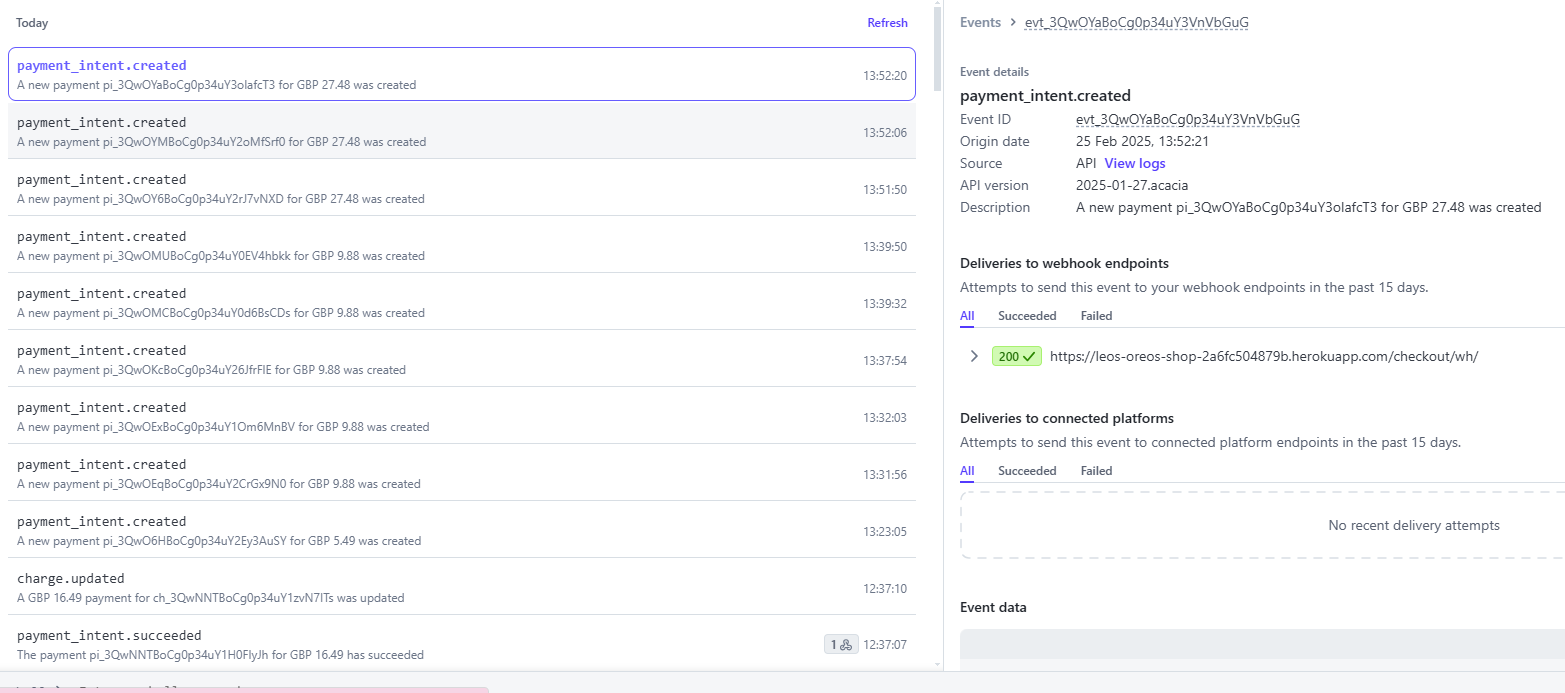 Today
Refresh
payment_intent.created
A new payment pi_3QwOYaBoCg0p34uY3olafcT3 for GBP 27.48 was created
13:52:20
payment_intent.created
A new payment pi_3QwOYMBoCg0p34uY2oMfSrf0 for GBP 27.48 was created
13:52:06
payment_intent.created
A new payment pi_3QwOY6BoCg0p34uY2rJ7vNXD for GBP 27.48 was created
13:51:50
payment_intent.created
A new payment pi_3QwOMUBoCg0p34uY0EV4hbkk for GBP 9.88 was created
13:39:50
payment_intent.created
A new payment pi_3QwOMCBoCg0p34uY0d6BsCDs for GBP 9.88 was created
13:39:32
payment_intent.created
A new payment pi_3QwOKcBoCg0p34uY26JfrFIE for GBP 9.88 was created
13:37:54
payment_intent.created
A new payment pi_3QwOExBoCg0p34uY1Om6MnBV for GBP 9.88 was created
13:32:03
payment_intent.created
A new payment pi_3QwOEqBoCg0p34uY2CrGx9N0 for GBP 9.88 was created
13:31:56
payment_intent.created
A new payment pi_3QwO6HBoCg0p34uY2Ey3AuSY for GBP 5.49 was created
13:23:05
charge.updated
A GBP 16.49 payment for ch_3QwNNTBoCg0p34uY1zvN7ITs was updated
12:37:10
payment_intent.succeeded
The payment pi_3QwNNTBoCg0p34uY1H0FIyJh for GBP 16.49 has succeeded
1
12:37:07
Events > evt_3QwOYaBoCg0p34uY3VnVbGuG
Event details
payment_intent.created
Event ID evt_3QwOYaBoCg0p34uY3VnVbGuG
Origin date 25 Feb 2025, 13:52:21
Source API View logs
API version 2025-01-27.acacia
Description A new payment pi_3QwOYaBoCg0p34uY3olafcT3 for GBP 27.48 was created
Deliveries to webhook endpoints
Attempts to send this event to your webhook endpoints in the past 15 days.
All Succeeded Failed
200 https://leos-oreos-shop-2a6fc504879b.herokuapp.com/checkout/wh/
Deliveries to connected platforms
Attempts to send this event to connected platform endpoints in the past 15 days.
All Succeeded Failed
No recent delivery attempts
Event data